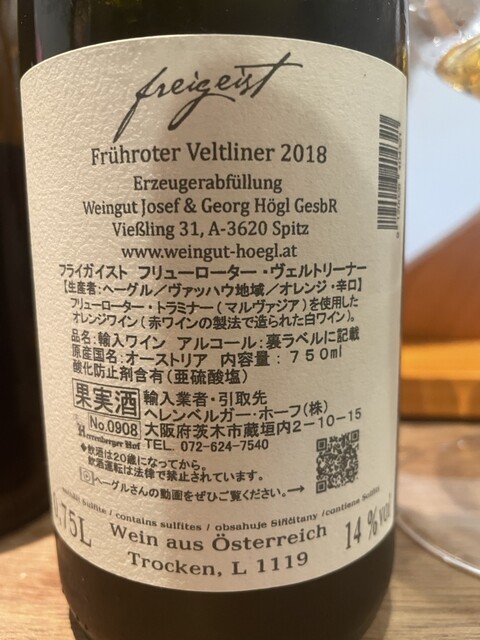 freigeist
Frühroter Veltliner 2018
Erzeugerabfüllung
Weingut Josef & Georg Högl GesbR
Vießling 31, A-3620 Spitz
www.weingut-hoegl.at
フライガイスト フリューローター・ヴェルトリーナー
【生産者:ヘーグル/ヴァッハウ地域/オレンジ・辛口】
フリューローター・トラミナー(マルヴァジア)を使用した
オレンジワイン(赤ワインの製法で造られた白ワイン)。
品名:輸入ワイン アルコール:裏ラベルに記載
原産国名:オーストリア 内容量:750ml
酸化防止剤含有(亜硫酸塩)
果実酒 輸入業者・引取先
ヘレンベルガー・ホーフ(株)
No.0908 大阪府茨木市蔵垣内2-10-15
Herrenberger Hof TEL. 072-624-7540
◆飲酒は20歳になってから。
飲酒運転は法律で禁止されています。
ヘーグルさんの動画をぜひご覧ください。→
Sulfite / contains sulfites / obsahuje Siřičitany / contiene
0,75L Wein aus Österreich 14 %vol
Trocken, L 1119